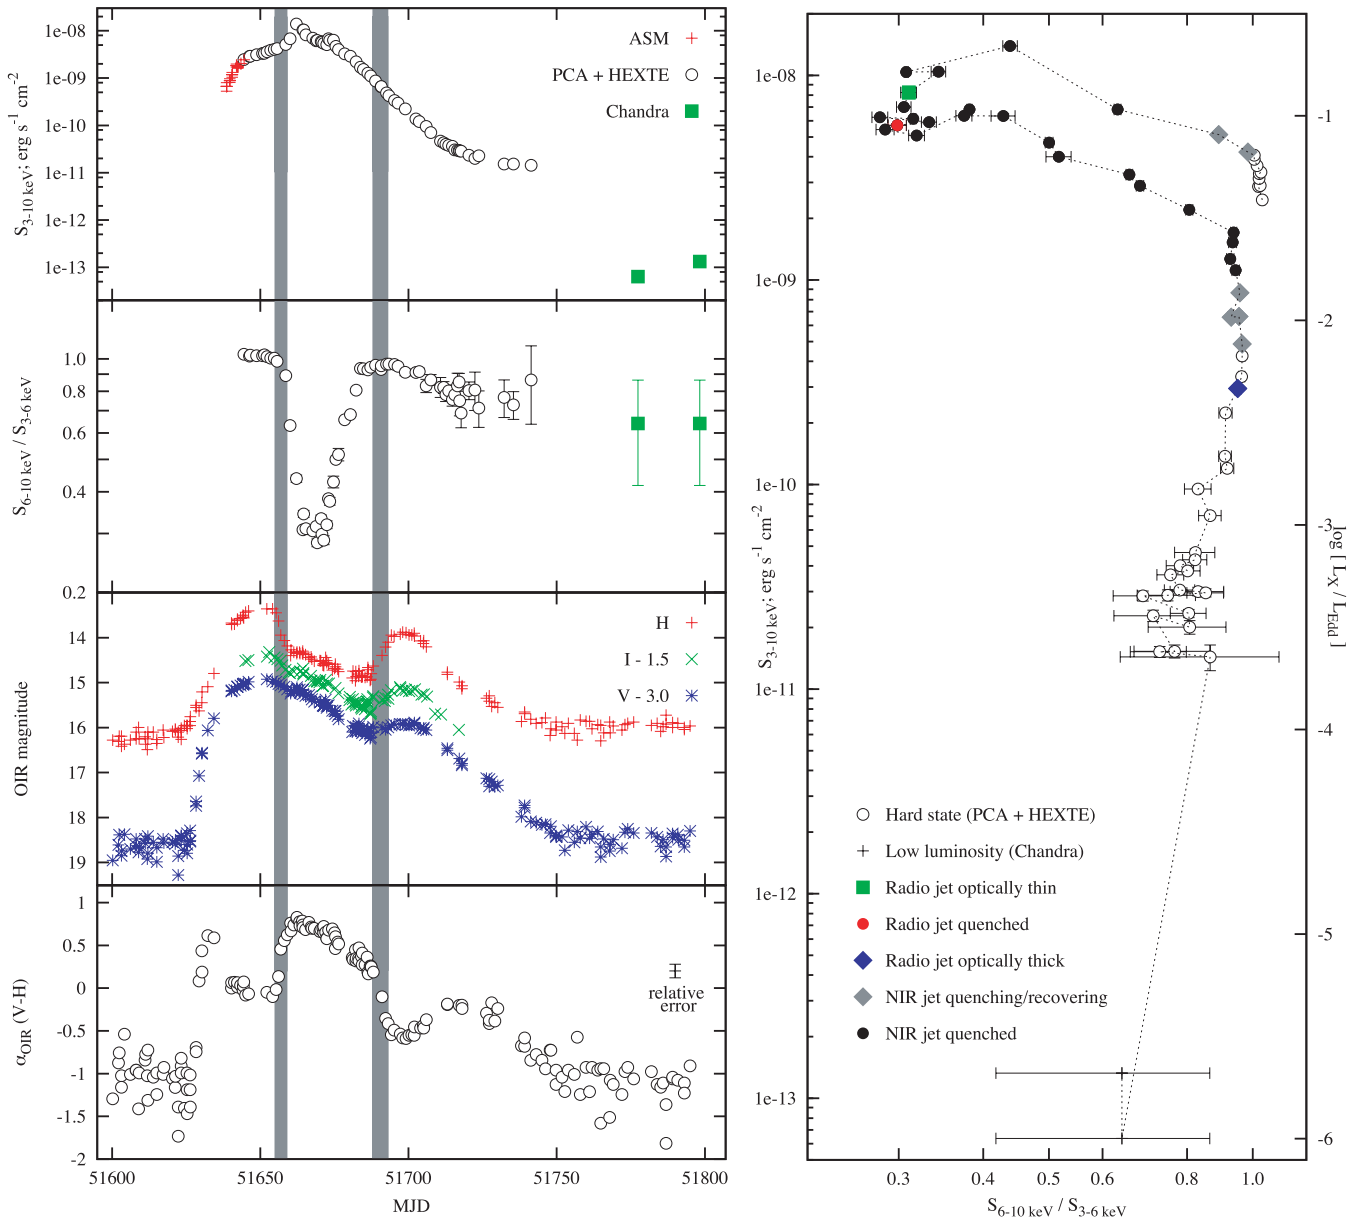 1e-08
1e-09
1e-10
1e-11
1e-12
1e-13
S3-10 keV; erg s-1 cm-2
ASM
PCA + HEXTE
Chandra
1.0
0.8
0.6
0.4
0.2
S6-10 keV / S3-6 keV
14
15
16
18
19
OIR magnitude
H
I - 1.5
V - 3.0
1
0.5
0
-0.5
-1
-1.5
-2
αOIR (V-H)
relative
error
51600
51650
51700
51750
51800
MJD
1e-08
1e-09
1e-10
1e-11
1e-12
1e-13
S3-10 keV; erg s-1 cm-2
-1
-2
-3
-4
-5
-6
log [ LX / LEdd ]
Hard state (PCA + HEXTE)
Low luminosity (Chandra)
Radio jet optically thin
Radio jet quenched
Radio jet optically thick
NIR jet quenching/recovering
NIR jet quenched
0.3
0.4
0.5
0.6
0.8
1.0
S6-10 keV / S3-6 keV